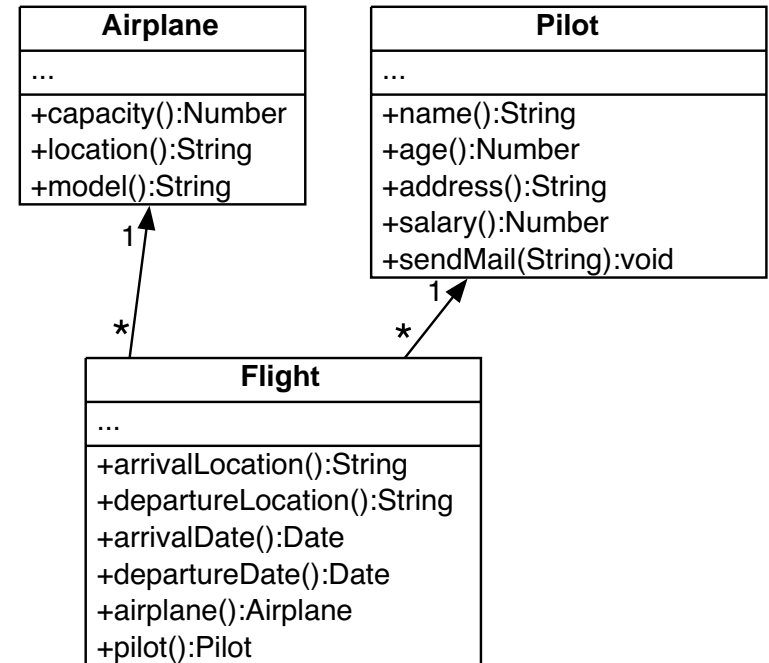 Airplane
...
+capacity():Number
+location():String
+model():String
1
*
Pilot
...
+name():String
+age():Number
+address():String
+salary():Number
+sendMail(String):void
1
*
Flight
...
+arrivalLocation():String
+departureLocation():String
+arrivalDate():Date
+departureDate():Date
+airplane():Airplane
+pilot():Pilot